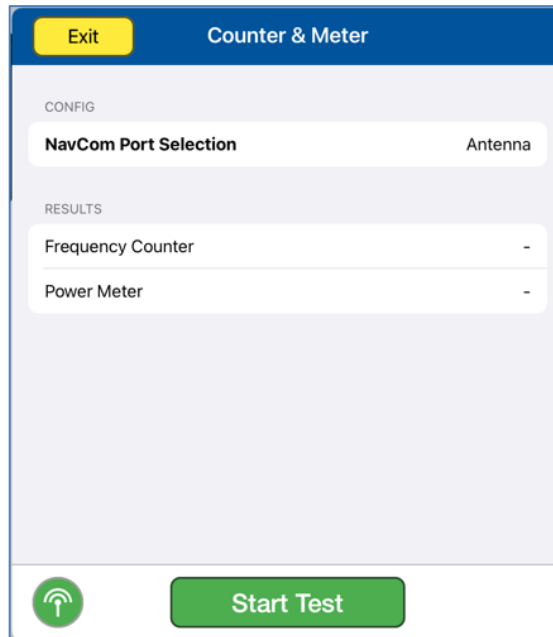 Exit
Counter & Meter
CONFIG
NavCom Port Selection Antenna
RESULTS
Frequency Counter -
Power Meter -
Start Test